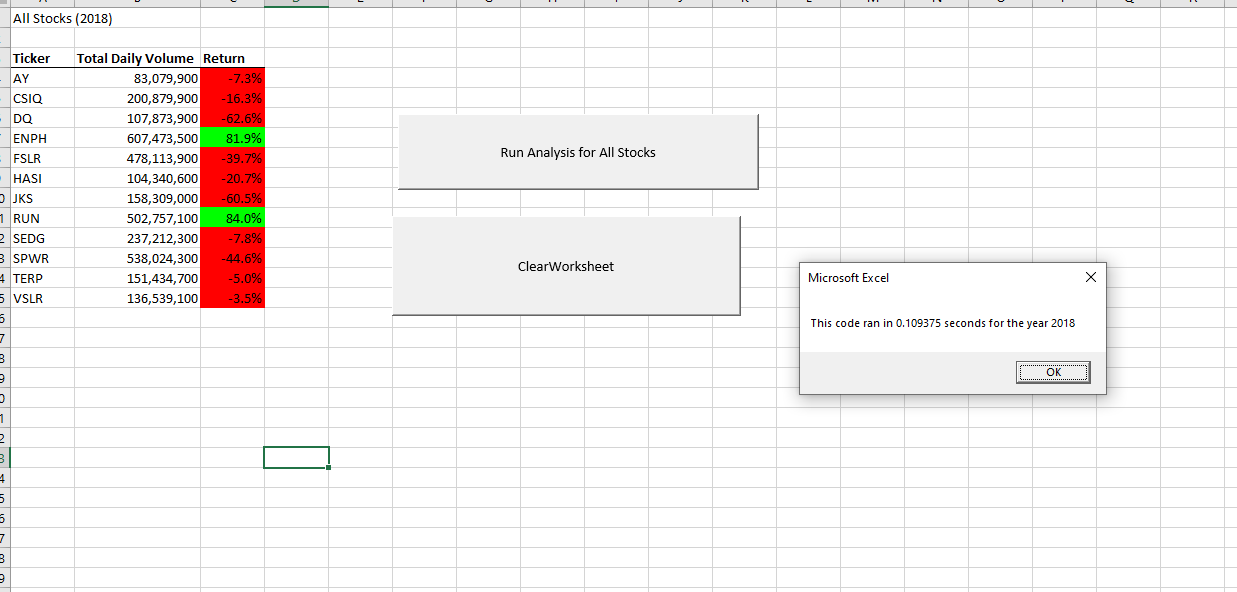 All Stocks (2018)
Ticker Total Daily Volume Return
AY 83,079,900 -7.3%
CSIQ 200,879,900 -16.3%
DQ 107,873,900 -62.6%
ENPH 607,473,500 81.9%
FSLR 478,113,900 -39.7%
HASI 104,340,600 -20.7%
JKS 158,309,000 -60.5%
RUN 502,757,100 84.0%
SEDG 237,212,300 -7.8%
SPWR 538,024,300 -44.6%
TERP 151,434,700 -5.0%
VSLR 136,539,100 -3.5%
Run Analysis for All Stocks
ClearWorksheet
Microsoft Excel
This code ran in 0.109375 seconds for the year 2018
OK